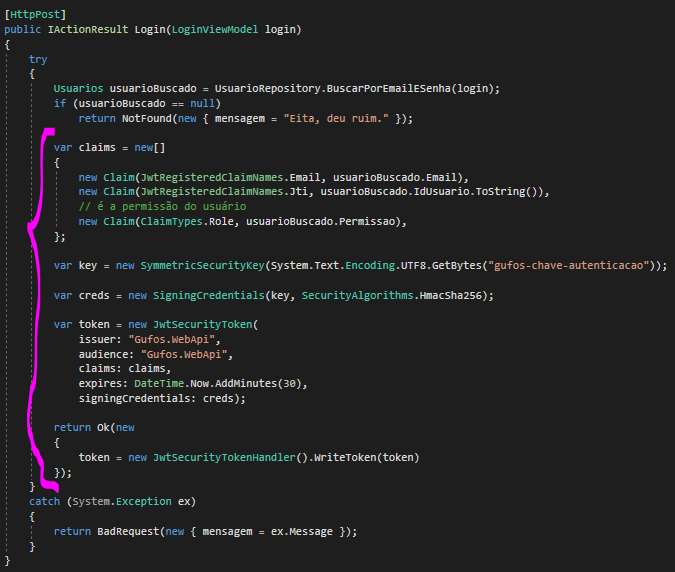 [HttpPost]
public IActionResult Login(LoginViewModel login)
{
    try
    {
        Usuarios usuarioBuscado = UsuarioRepository.BuscarPorEmailESenha(login);
        if (usuarioBuscado == null)
            return NotFound(new { mensagem = "Eita, deu ruim." });
        var claims = new[]
        {
            new Claim(JwtRegisteredClaimNames.Email, usuarioBuscado.Email),
            new Claim(JwtRegisteredClaimNames.Jti, usuarioBuscado.IdUsuario.ToString()),
            // é a permissão do usuário
            new Claim(ClaimTypes.Role, usuarioBuscado.Permissao),
        };
        var key = new SymmetricSecurityKey(System.Text.Encoding.UTF8.GetBytes("gufos-chave-autenticacao"));
        var creds = new SigningCredentials(key, SecurityAlgorithms.HmacSha256);
        var token = new JwtSecurityToken(
            issuer: "Gufos.WebApi",
            audience: "Gufos.WebApi",
            claims: claims,
            expires: DateTime.Now.AddMinutes(30),
            signingCredentials: creds);
        return Ok(new
        {
            token = new JwtSecurityTokenHandler().WriteToken(token)
        });
    }
    catch (System.Exception ex)
    {
        return BadRequest(new { mensagem = ex.Message });
    }
}